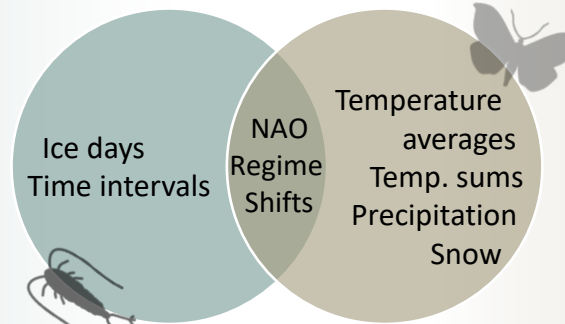 Ice days
Time intervals
NAO
Regime
Shifts
Temperature
averages
Temp. sums
Precipitation
Snow